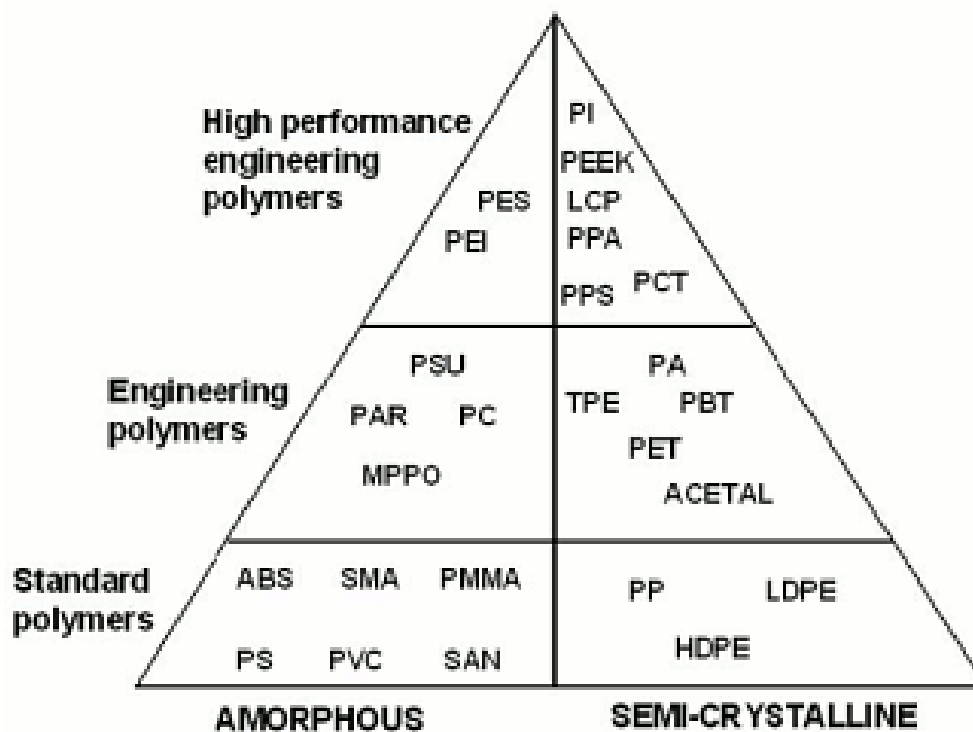 High performance
engineering
polymers
PI
PEEK
PES LCP
PEI PPA
PPS PCT
Engineering
polymers
PSU PA
PAR PC TPE PBT
PET
MPPO
ACETAL
Standard
polymers
ABS SMA PMMA PP LDPE
PS PVC SAN HDPE
AMORPHOUS SEMI-CRYSTALLINE